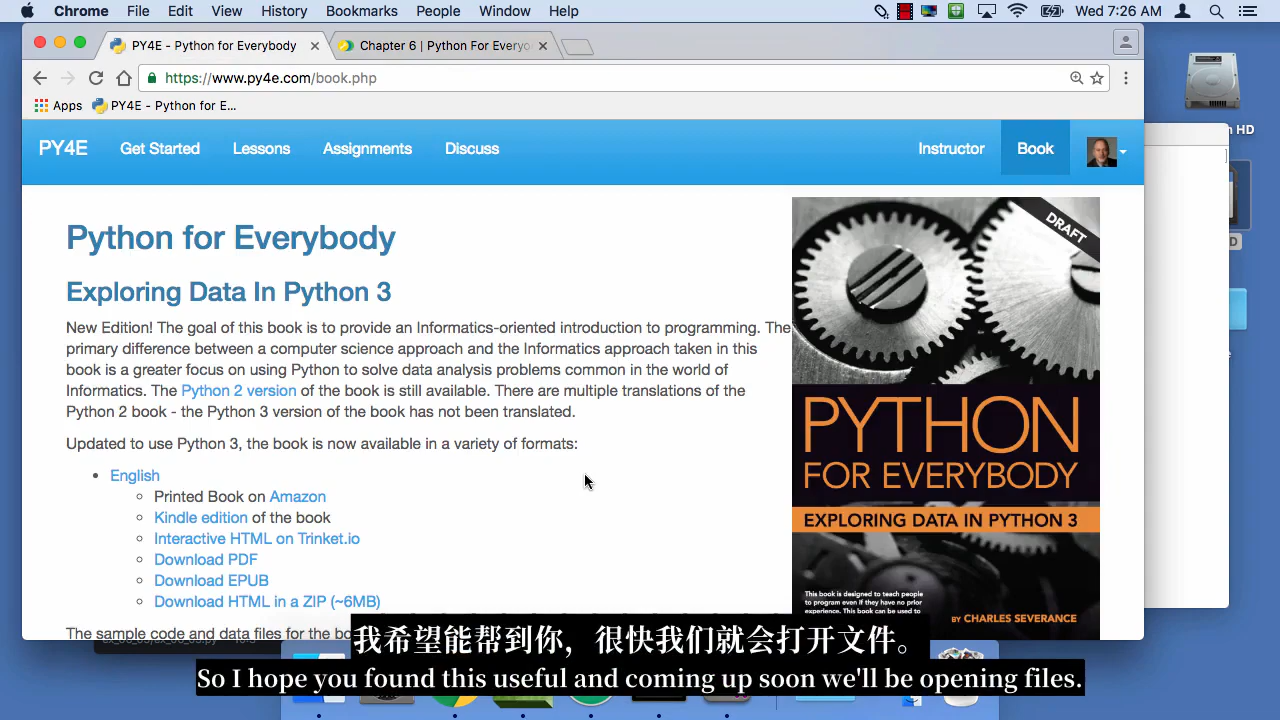 Chrome File Edit View History Bookmarks People Window Help Wed 7:26 AM
PY4E - Python for Everybody Chapter 6 | Python For Everyo
https://www.py4e.com/book.php
Apps PY4E - Python for E...
HD
PY4E Get Started Lessons Assignments Discuss Instructor Book
DRAFT
Python for Everybody
Exploring Data In Python 3
New Edition! The goal of this book is to provide an Informatics-oriented introduction to programming. The
primary difference between a computer science approach and the Informatics approach taken in this
book is a greater focus on using Python to solve data analysis problems common in the world of
Informatics. The Python 2 version of the book is still available. There are multiple translations of the
Python 2 book - the Python 3 version of the book has not been translated.
Updated to use Python 3, the book is now available in a variety of formats:
English
Printed Book on Amazon
Kindle edition of the book
Interactive HTML on Trinket.io
Download PDF
Download EPUB
Download HTML in a ZIP (~6MB)
The sample code and data files for the bo
PYTHON
FOR EVERYBODY
EXPLORING DATA IN PYTHON 3
This book is designed to teach people
to program even if they have no prior
experience. This book can be used to
BY CHARLES SEVERANCE
我希望能帮到你，很快我们就会打开文件。
So I hope you found this useful and coming up soon we'll be opening files.